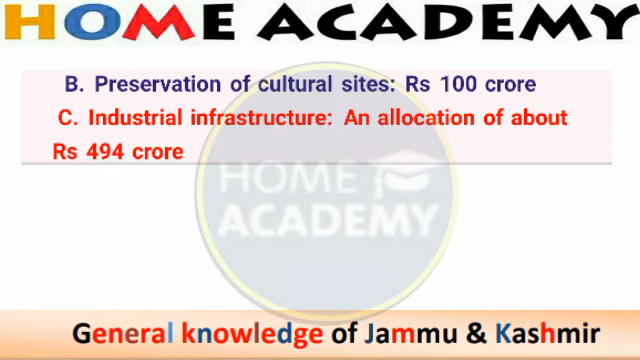 HOME ACADEMY
B. Preservation of cultural sites: Rs 100 crore
C. Industrial infrastructure: An allocation of about
Rs 494 crore
HOME
ACADEMY
General knowledge of Jammu & Kashmir